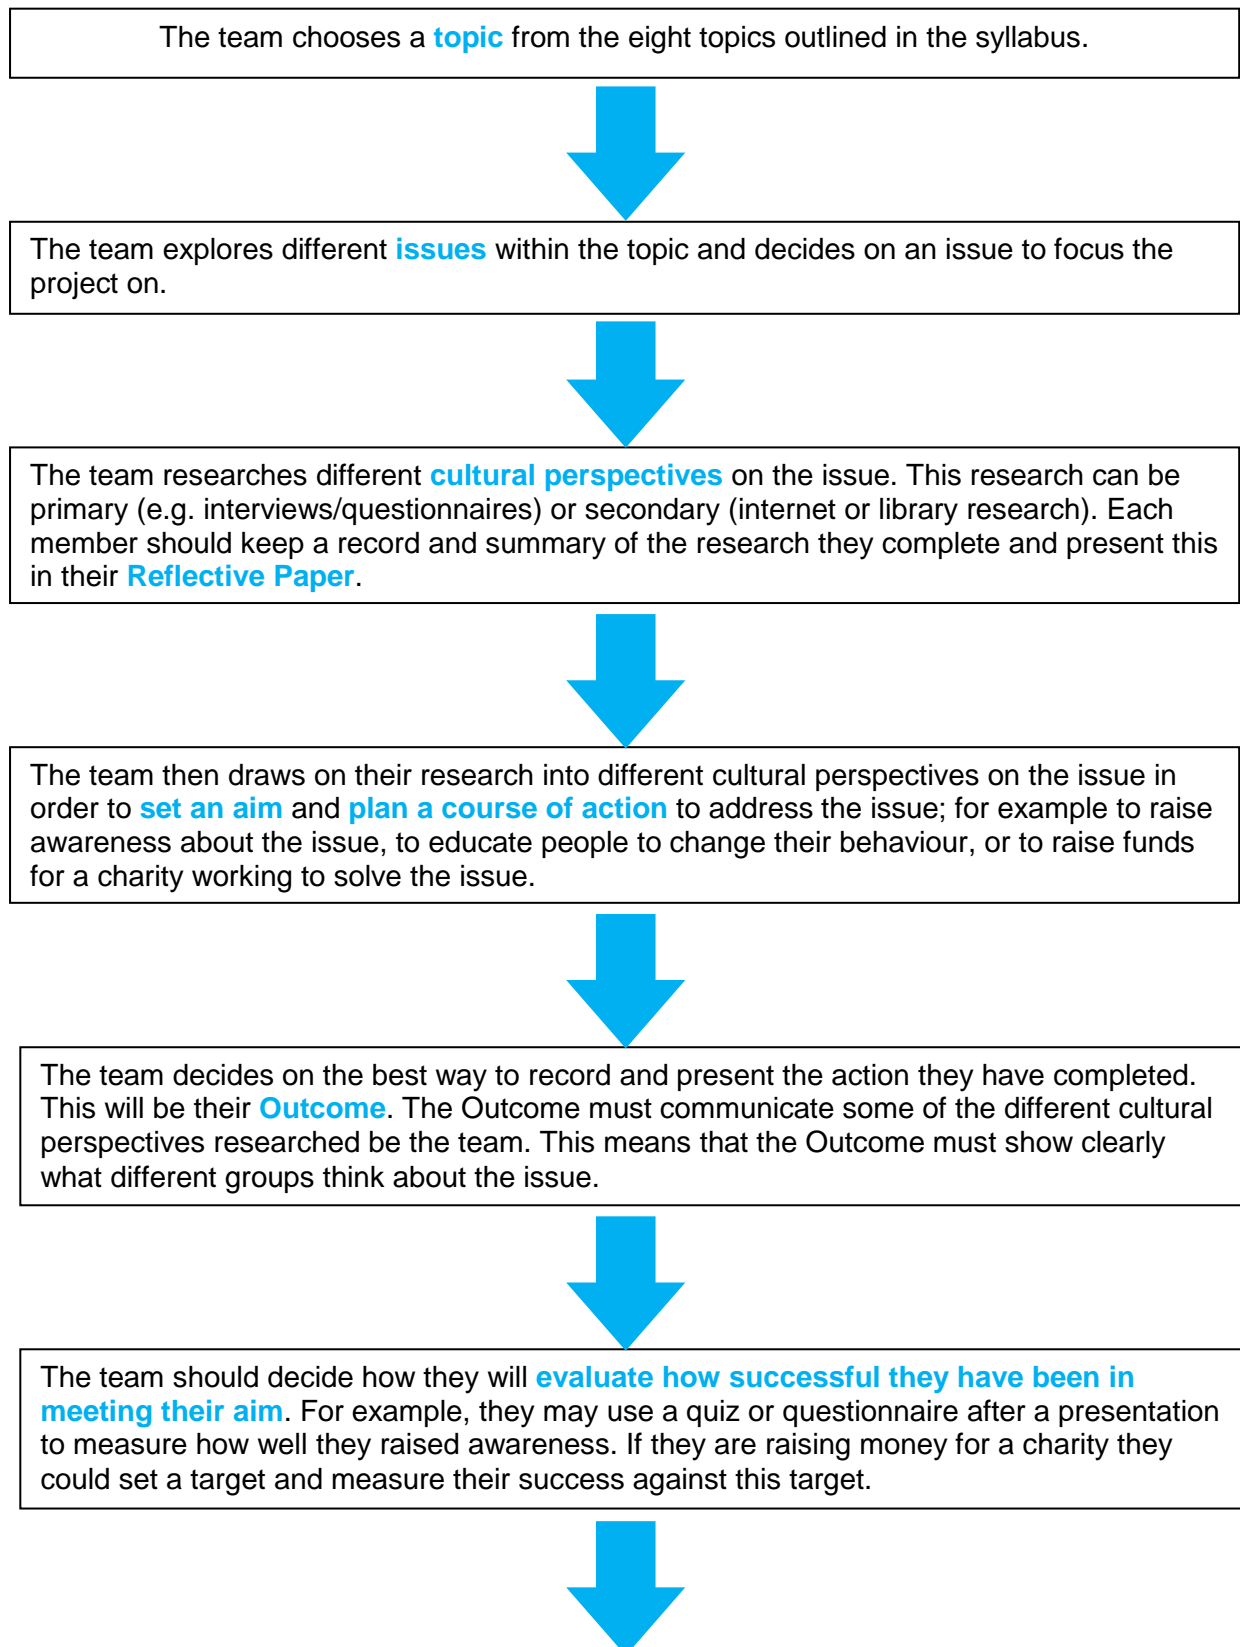 The team chooses a topic from the eight topics outlined in the syllabus.
The team explores different issues within the topic and decides on an issue to focus the
project on.
The team researches different cultural perspectives on the issue. This research can be
primary (e.g. interviews/questionnaires) or secondary (internet or library research). Each
member should keep a record and summary of the research they complete and present this
in their Reflective Paper.
The team then draws on their research into different cultural perspectives on the issue in
order to set an aim and plan a course of action to address the issue; for example to raise
awareness about the issue, to educate people to change their behaviour, or to raise funds
for a charity working to solve the issue.
The team decides on the best way to record and present the action they have completed.
This will be their Outcome. The Outcome must communicate some of the different cultural
perspectives researched be the team. This means that the Outcome must show clearly
what different groups think about the issue.
The team should decide how they will evaluate how successful they have been in
meeting their aim. For example, they may use a quiz or questionnaire after a presentation
to measure how well they raised awareness. If they are raising money for a charity they
could set a target and measure their success against this target.